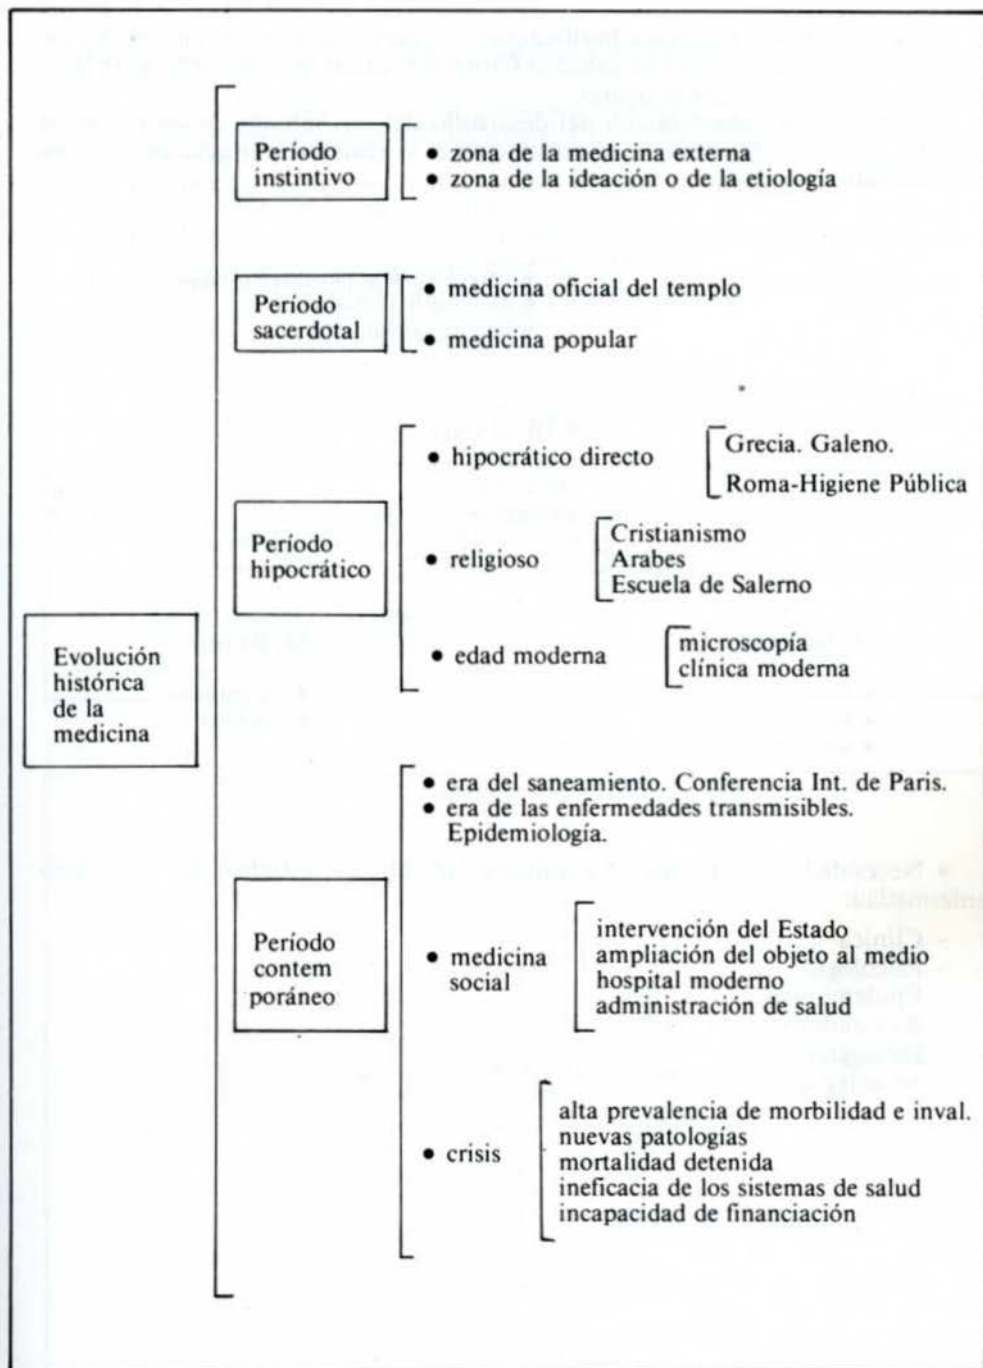 Evolución
histórica
de la
medicina
Período
instintivo
• zona de la medicina externa
• zona de la ideación o de la etiología
Período
sacerdotal
• medicina oficial del templo
• medicina popular
Período
hipocrático
• hipocrático directo
Grecia. Galeno.
Roma-Higiene Pública
• religioso
Cristianismo
Arabes
Escuela de Salerno
• edad moderna
microscopía
clínica moderna
Período
contem
poráneo
• era del saneamiento. Conferencia Int. de Paris.
• era de las enfermedades transmisibles.
Epidemiología.
• medicina
social
intervención del Estado
ampliación del objeto al medio
hospital moderno
administración de salud
• crisis
alta prevalencia de morbilidad e inval.
nuevas patologías
mortalidad detenida
ineficacia de los sistemas de salud
incapacidad de financiación